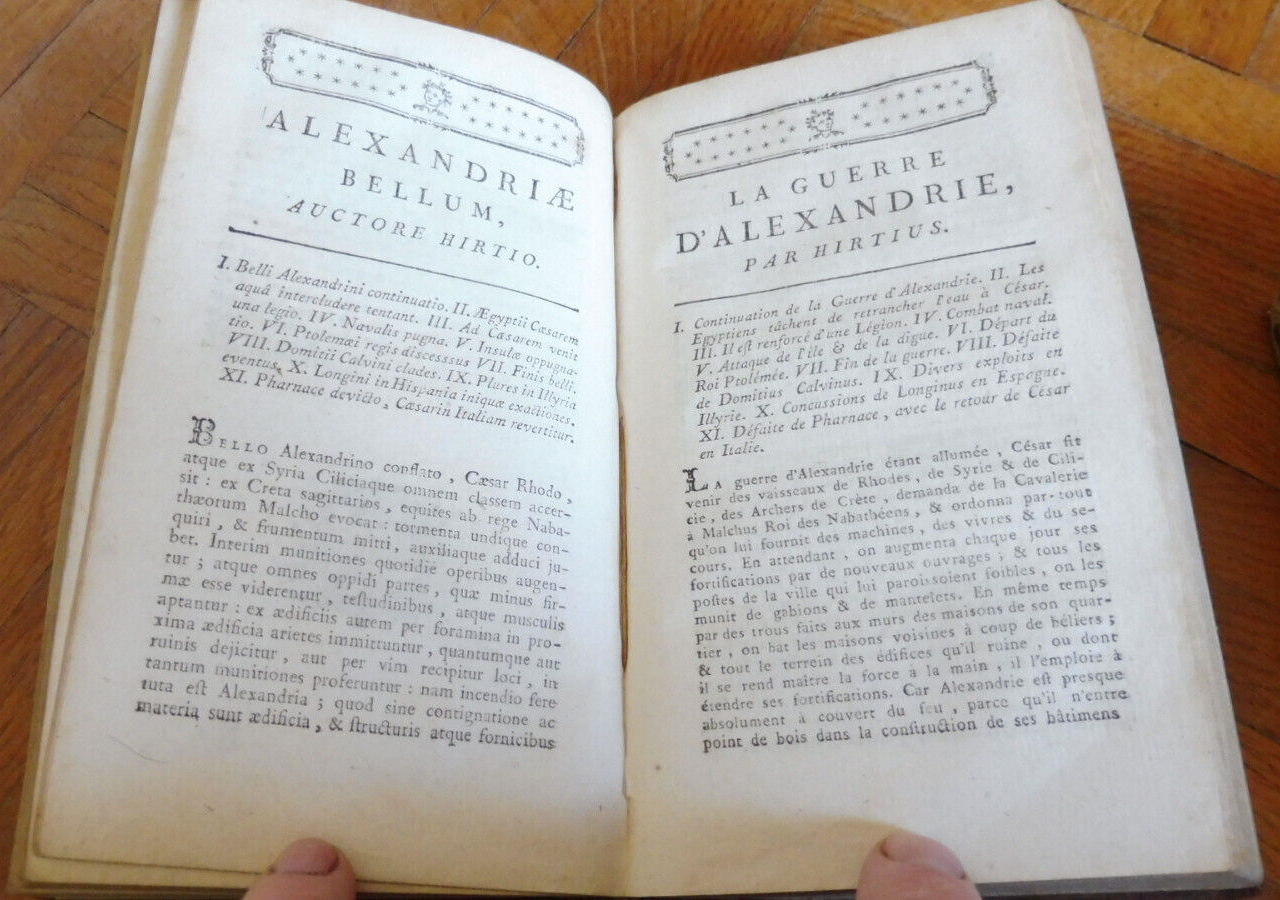 ALEXANDRIÆ
BELLUM,
AUCTORE HIRTIO.
I. Belli Alexandrini continuatio. II. Ægyptii Cæsarem
aquâ intercludere tentant. III. Ad Cæsarem venit
una legio. IV. Navalis pugna. V. Insulæ oppugna-
tio. VI. Ptolemæi regis discesssus VII. Finis belli.
VIII. Domitii Calvini clades. IX. Plures in Illyria
eventus. X. Longini in Hispania iniquæ exactiones.
XI. Pharnace devicto, Cæsarin Italiam revertitur.
BELLO Alexandrino conflato, Cæsar Rhodo,
atque ex Syria Ciliciaque omnem classem accer-
sit : ex Creta sagittarios, equites ab rege Naba-
thæorum Malcho evocat : tormenta undique con-
quiri, & frumentum mitti, auxiliaque adduci ju-
bet. Interim munitiones quotidie operibus augen-
tur ; atque omnes oppidi partes, quæ minus fir-
mæ esse viderentur, testudinibus, atque musculis
aptantur : ex ædificiis autem per foramina in pro-
xima ædificia arietes immittuntur, quantumque aut
ruinis dejicitur, aut per vim recipitur loci, in
tantum munitiones proferuntur : nam incendio fere
tuta est Alexandria ; quod sine contignatione ac
materia sunt ædificia, & structuris atque fornicibus
LA GUERRE
D'ALEXANDRIE,
PAR HIRTIUS.
I. Continuation de la Guerre d'Alexandrie. II. Les
Egyptiens tâchent de retrancher l'eau à César.
III. Il est renforcé d'une Légion. IV. Combat naval.
V. Attaque de l'île & de la digue. VI. Départ du
Roi Ptolémée. VII. Fin de la guerre. VIII. Défaite
de Domitius Calvinus. IX. Divers exploits en
Illyrie. X. Concussions de Longinus en Espagne.
XI. Défaite de Pharnace, avec le retour de César
en Italie.
LA guerre d'Alexandrie étant allumée, César fit
venir des vaisseaux de Rhodes, de Syrie & de Cili-
cie, des Archers de Crète, demanda de la Cavalerie
à Malchus Roi des Nabathéens, & ordonna par-tout
qu'on lui fournit des machines, des vivres & du se-
cours. En attendant, on augmenta chaque jour ses
fortifications par de nouveaux ouvrages ; & tous les
postes de la ville qui lui paroissoient foibles, on les
munit de gabions & de mantelets. En même temps
par des trous faits aux murs des maisons de son quar-
tier, on bat les maisons voisines à coup de béliers ;
& tout le terrein des édifices qu'il ruine, ou dont
il se rend maître la force à la main, il l'emploie à
étendre ses fortifications. Car Alexandrie est presque
absolument à couvert du feu, parce qu'il n'entre
point de bois dans la construction de ses bâtimens